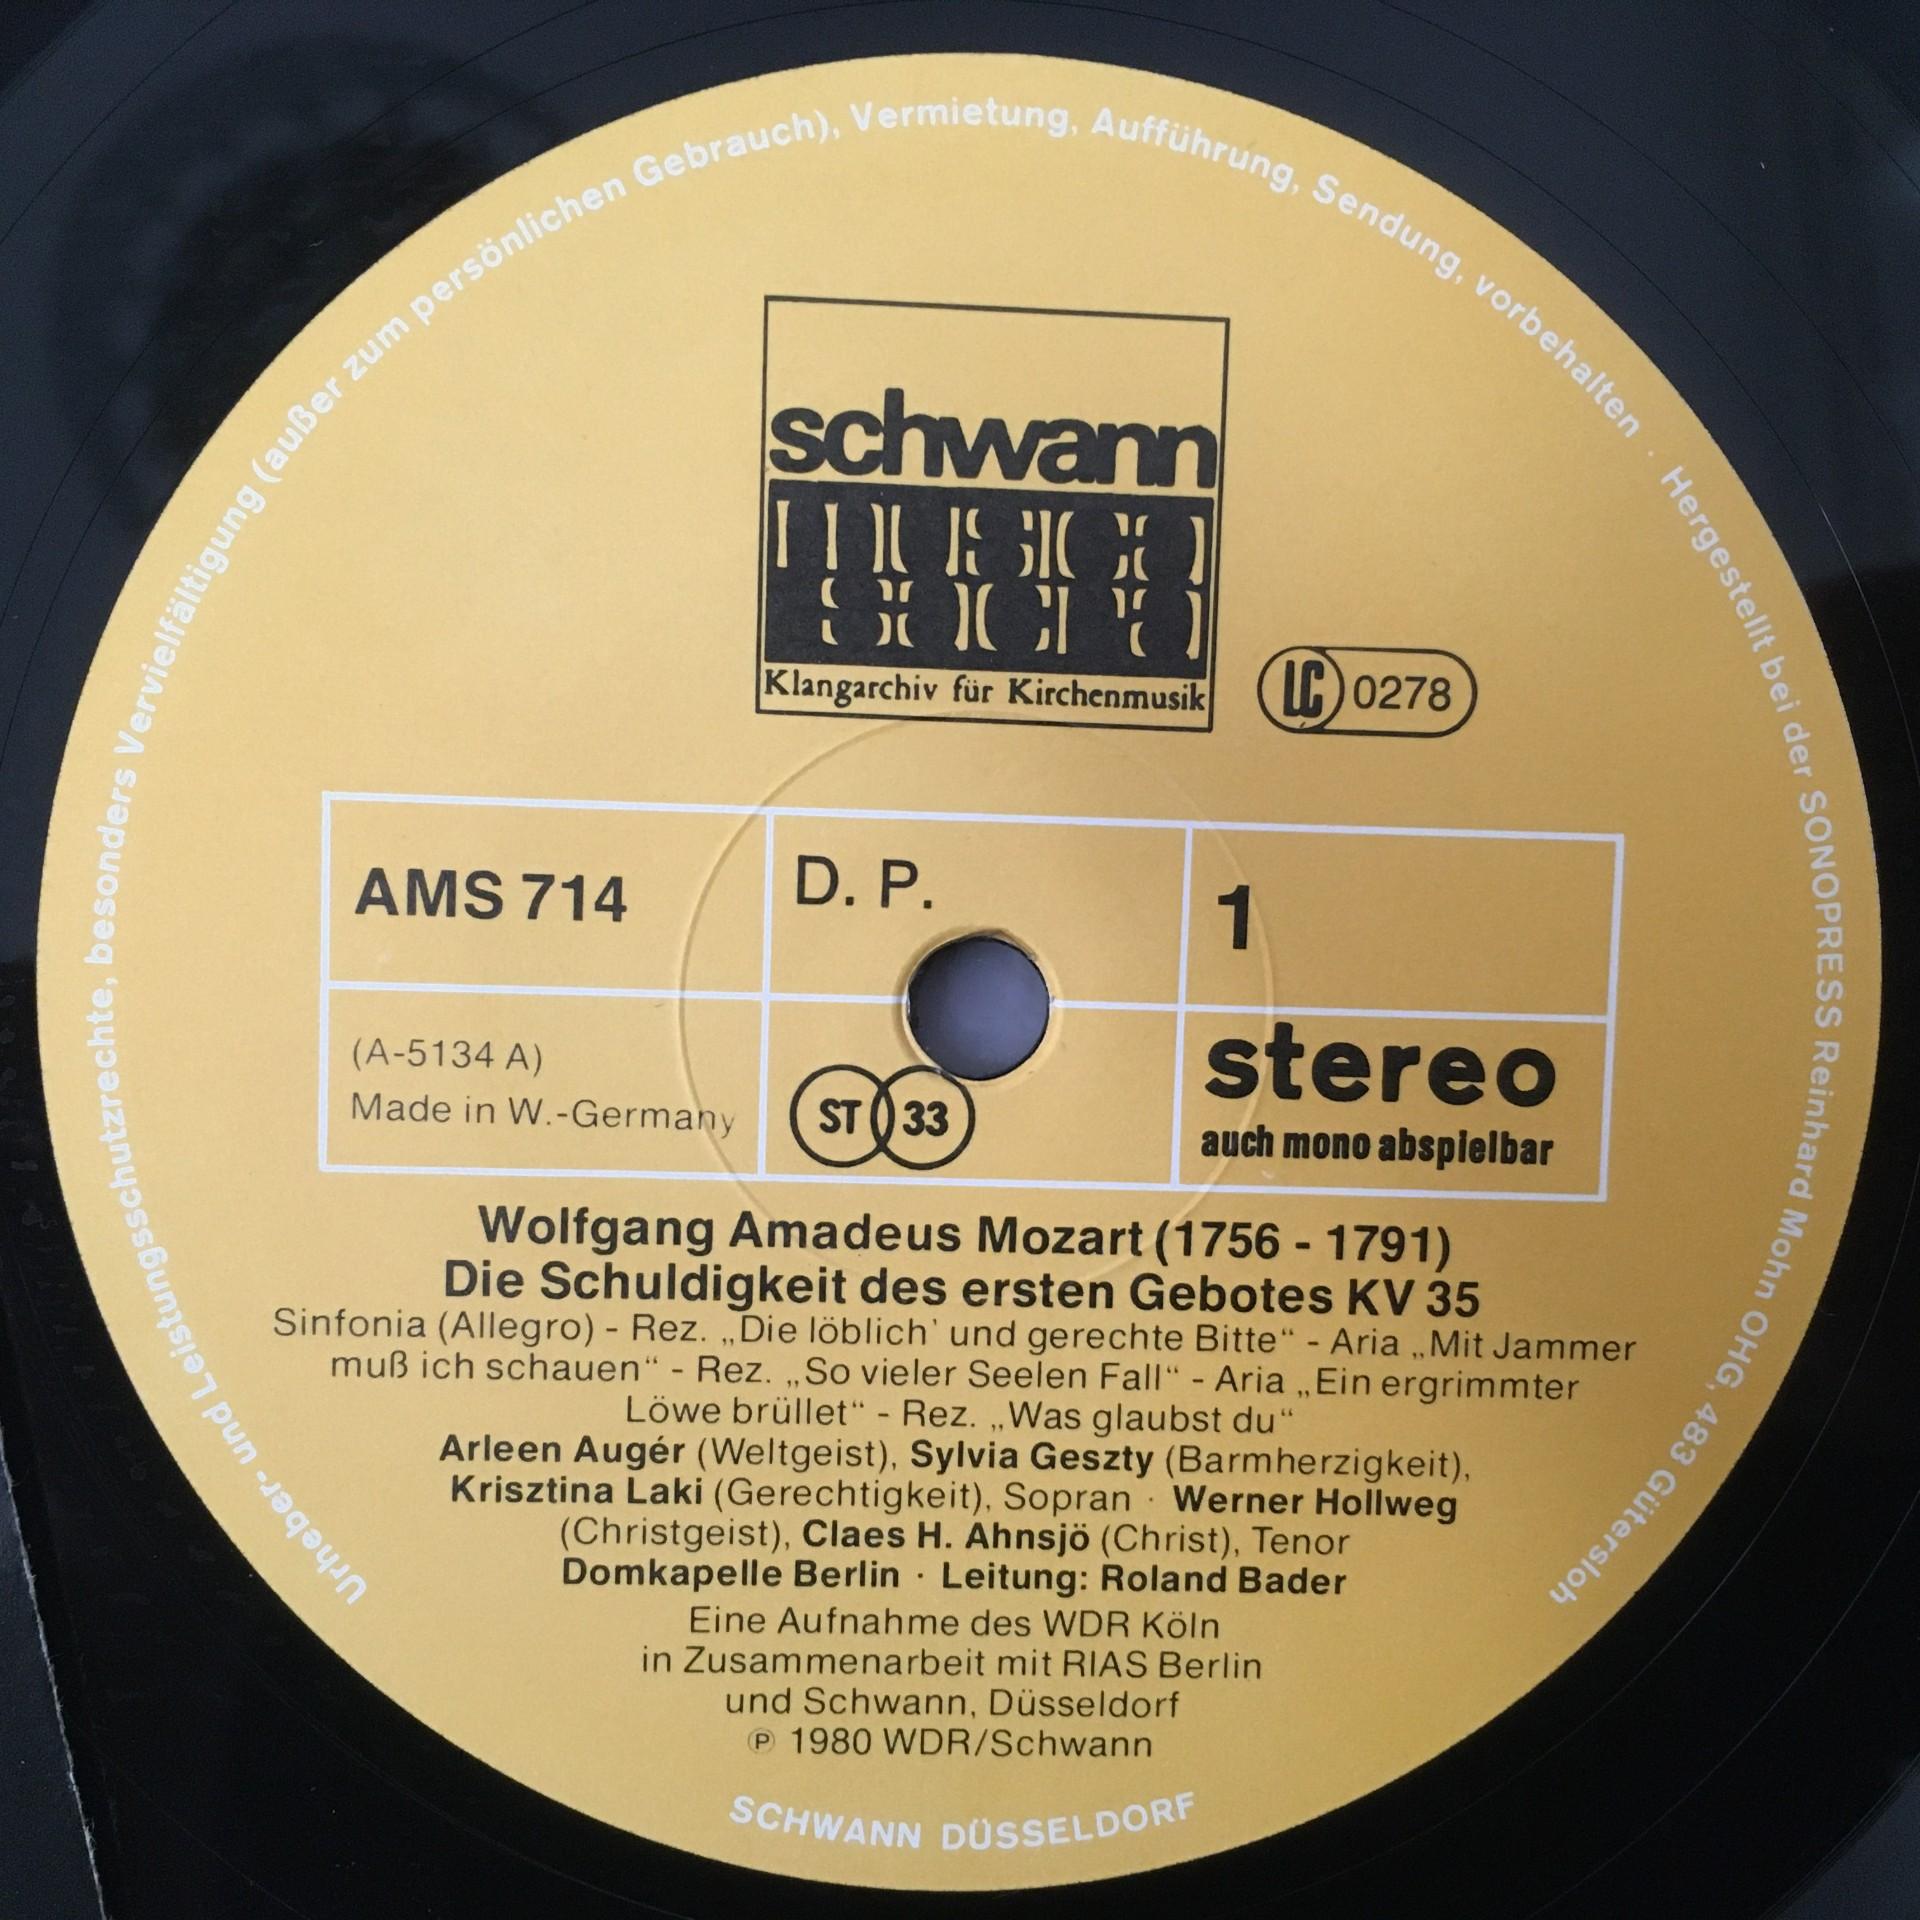 Urheber- und Leistungsschutzrechte, besonders Vervielfältigung (außer zum persönlichen Gebrauch), Vermietung, Aufführung, Sendung, vorbehalten · Hergestellt bei der SONOPRESS Reinhard Mohn OHG, 483 Gütersloh
schwann
Klangarchiv für Kirchenmusik
LC 0278
AMS 714
D. P.
1
(A-5134 A)
Made in W.-Germany
ST 33
stereo
auch mono abspielbar
Wolfgang Amadeus Mozart (1756 - 1791)
Die Schuldigkeit des ersten Gebotes KV 35
Sinfonia (Allegro) - Rez. „Die löblich' und gerechte Bitte“ - Aria „Mit Jammer
muß ich schauen“ - Rez. „So vieler Seelen Fall“ - Aria „Ein ergrimmter
Löwe brüllet“ - Rez. „Was glaubst du“
Arleen Augér (Weltgeist), Sylvia Geszty (Barmherzigkeit),
Krisztina Laki (Gerechtigkeit), Sopran · Werner Hollweg
(Christgeist), Claes H. Ahnsjö (Christ), Tenor
Domkapelle Berlin · Leitung: Roland Bader
Eine Aufnahme des WDR Köln
in Zusammenarbeit mit RIAS Berlin
und Schwann, Düsseldorf
℗ 1980 WDR/Schwann
SCHWANN DÜSSELDORF